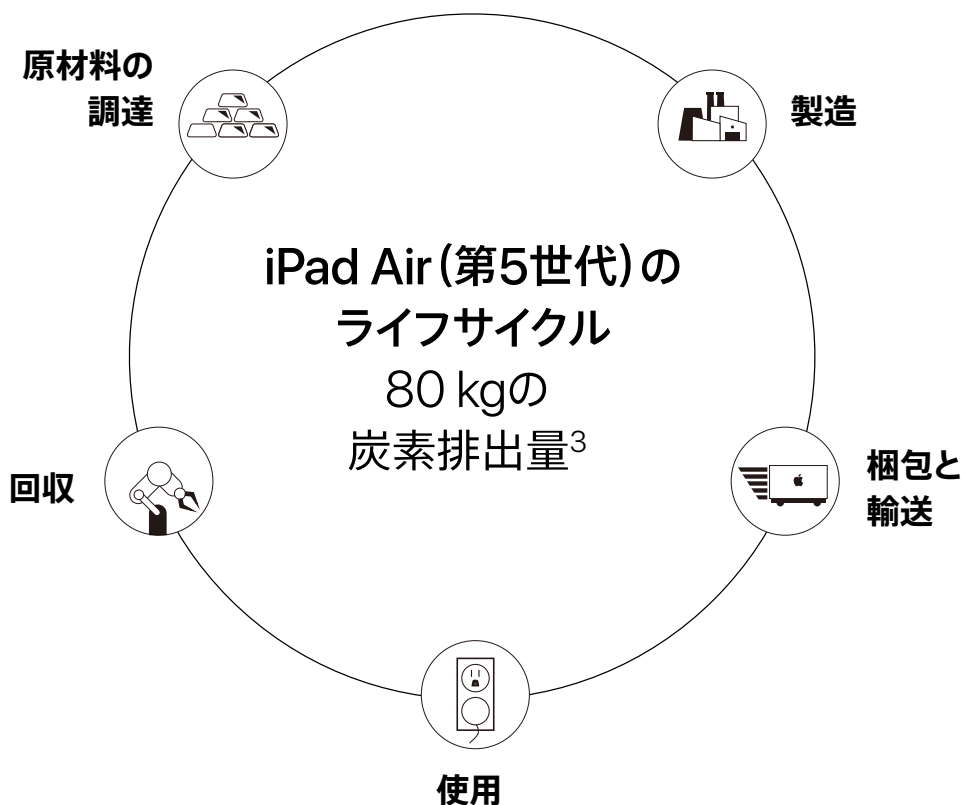 原材料の
調達
製造
iPad Air(第5世代)の
ライフサイクル
80 kgの
炭素排出量3
回収
梱包と
輸送
使用